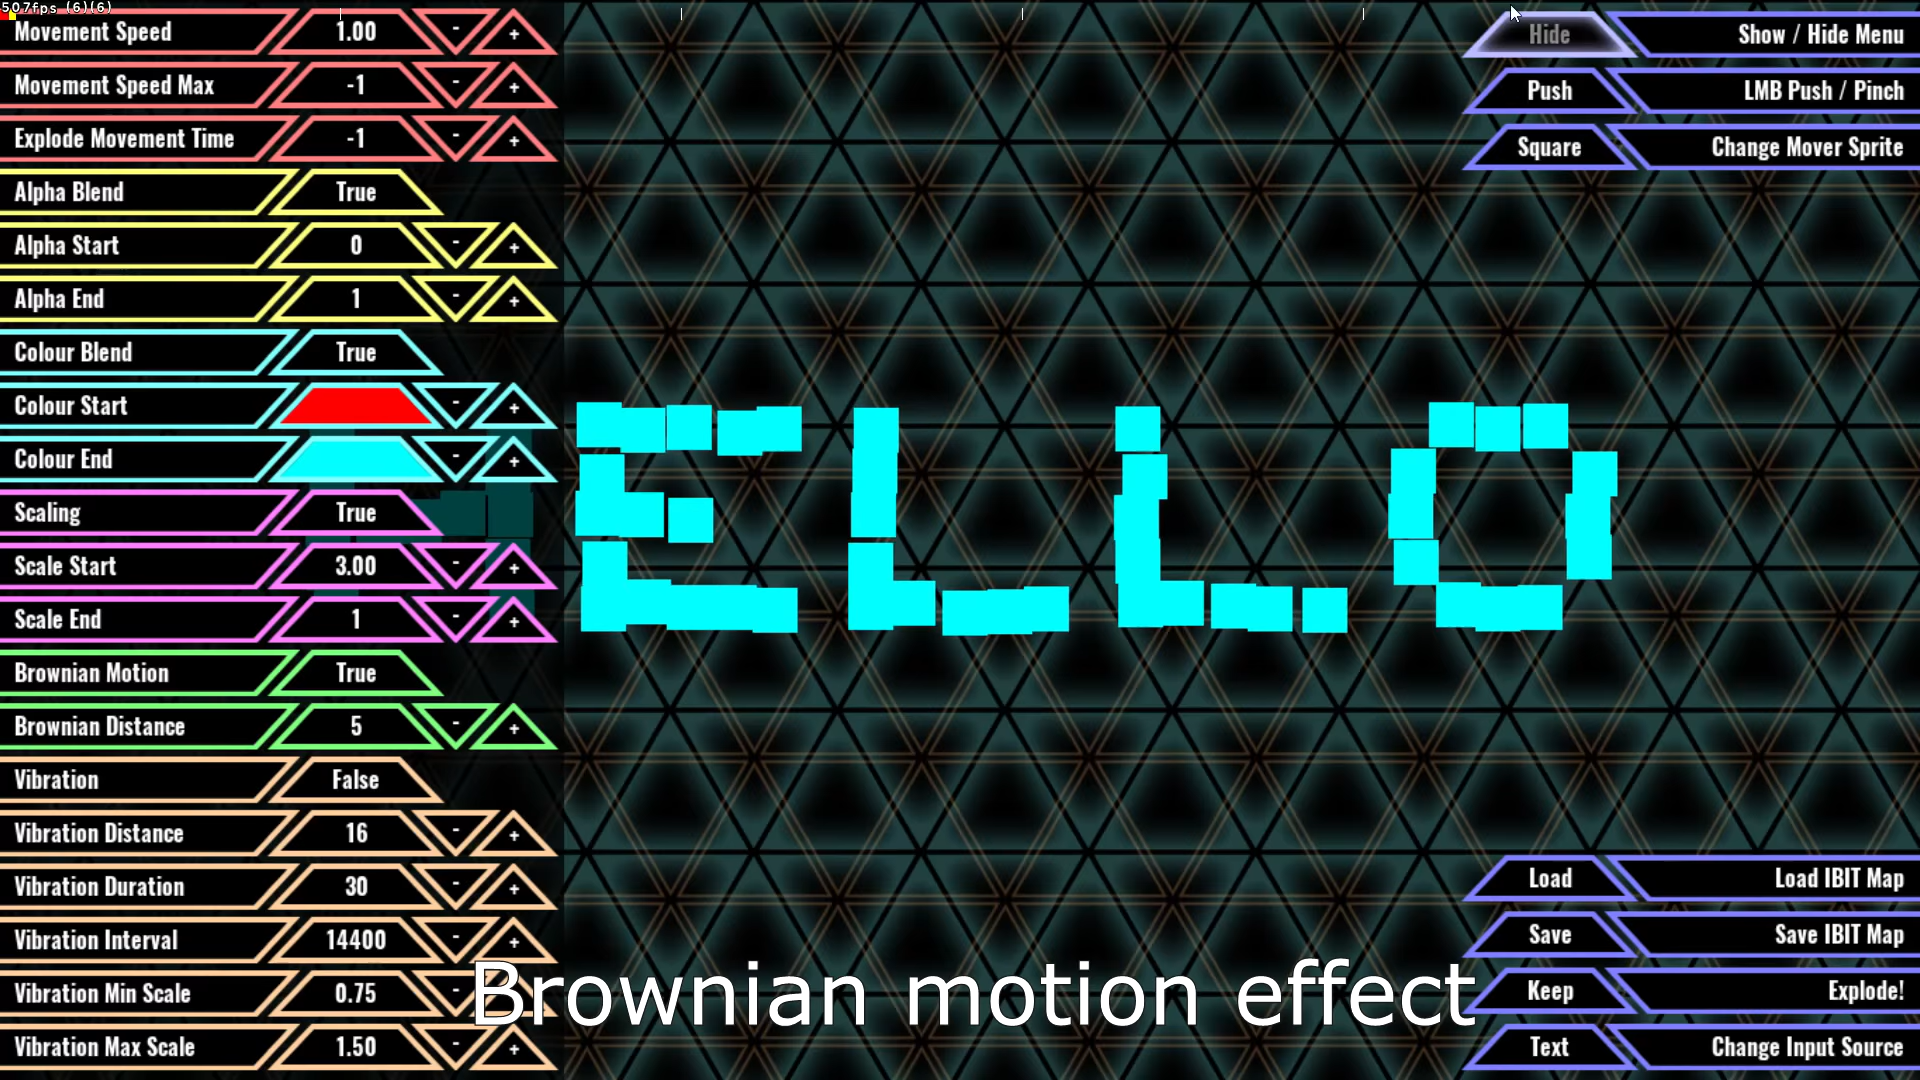 507fps (6)(6)
Movement Speed 1.00 - +
Movement Speed Max -1 - +
Explode Movement Time -1 - +
Alpha Blend True
Alpha Start 0 - +
Alpha End 1 - +
Colour Blend True
Colour Start - +
Colour End - +
Scaling True
Scale Start 3.00 - +
Scale End 1 - +
Brownian Motion True
Brownian Distance 5 - +
Vibration False
Vibration Distance 16 - +
Vibration Duration 30 - +
Vibration Interval 14400 - +
Vibration Min Scale 0.75 - +
Vibration Max Scale 1.50 - +
ELLO
Brownian motion effect
Hide Show / Hide Menu
Push LMB Push / Pinch
Square Change Mover Sprite
Load Load IBIT Map
Save Save IBIT Map
Keep Explode!
Text Change Input Source